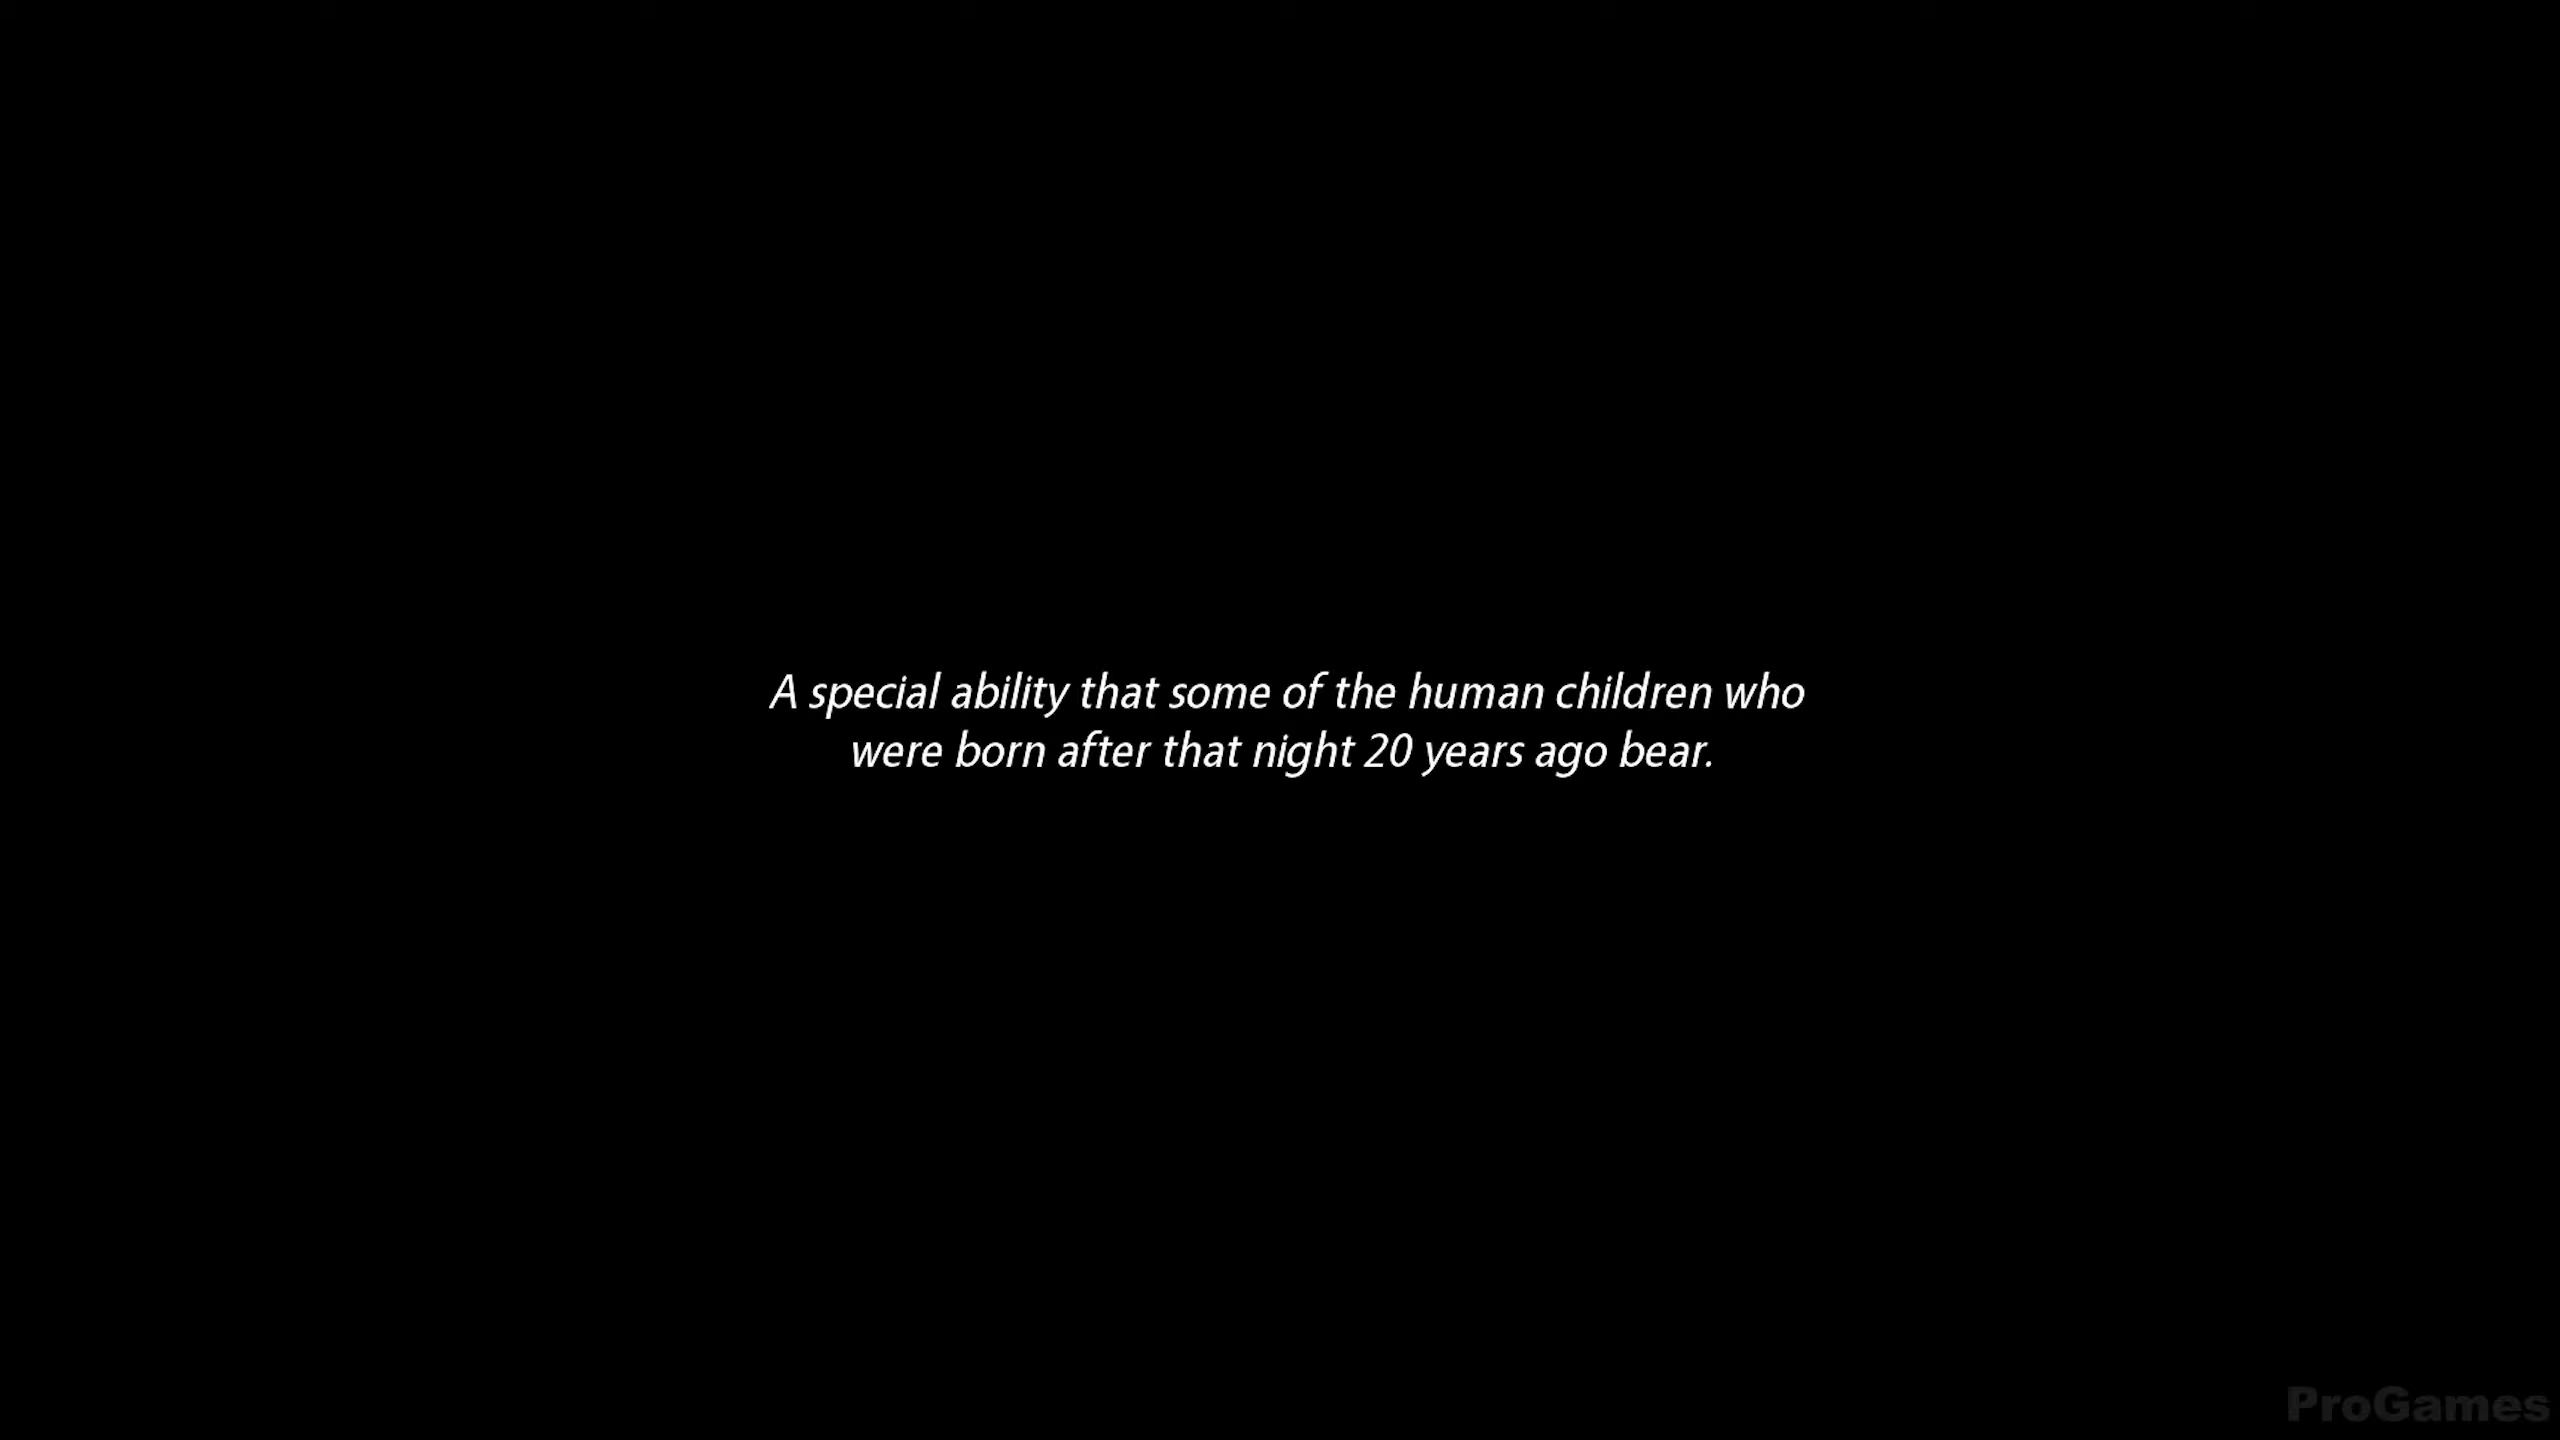 A special ability that some of the human children who
were born after that night 20 years ago bear.
ProGames